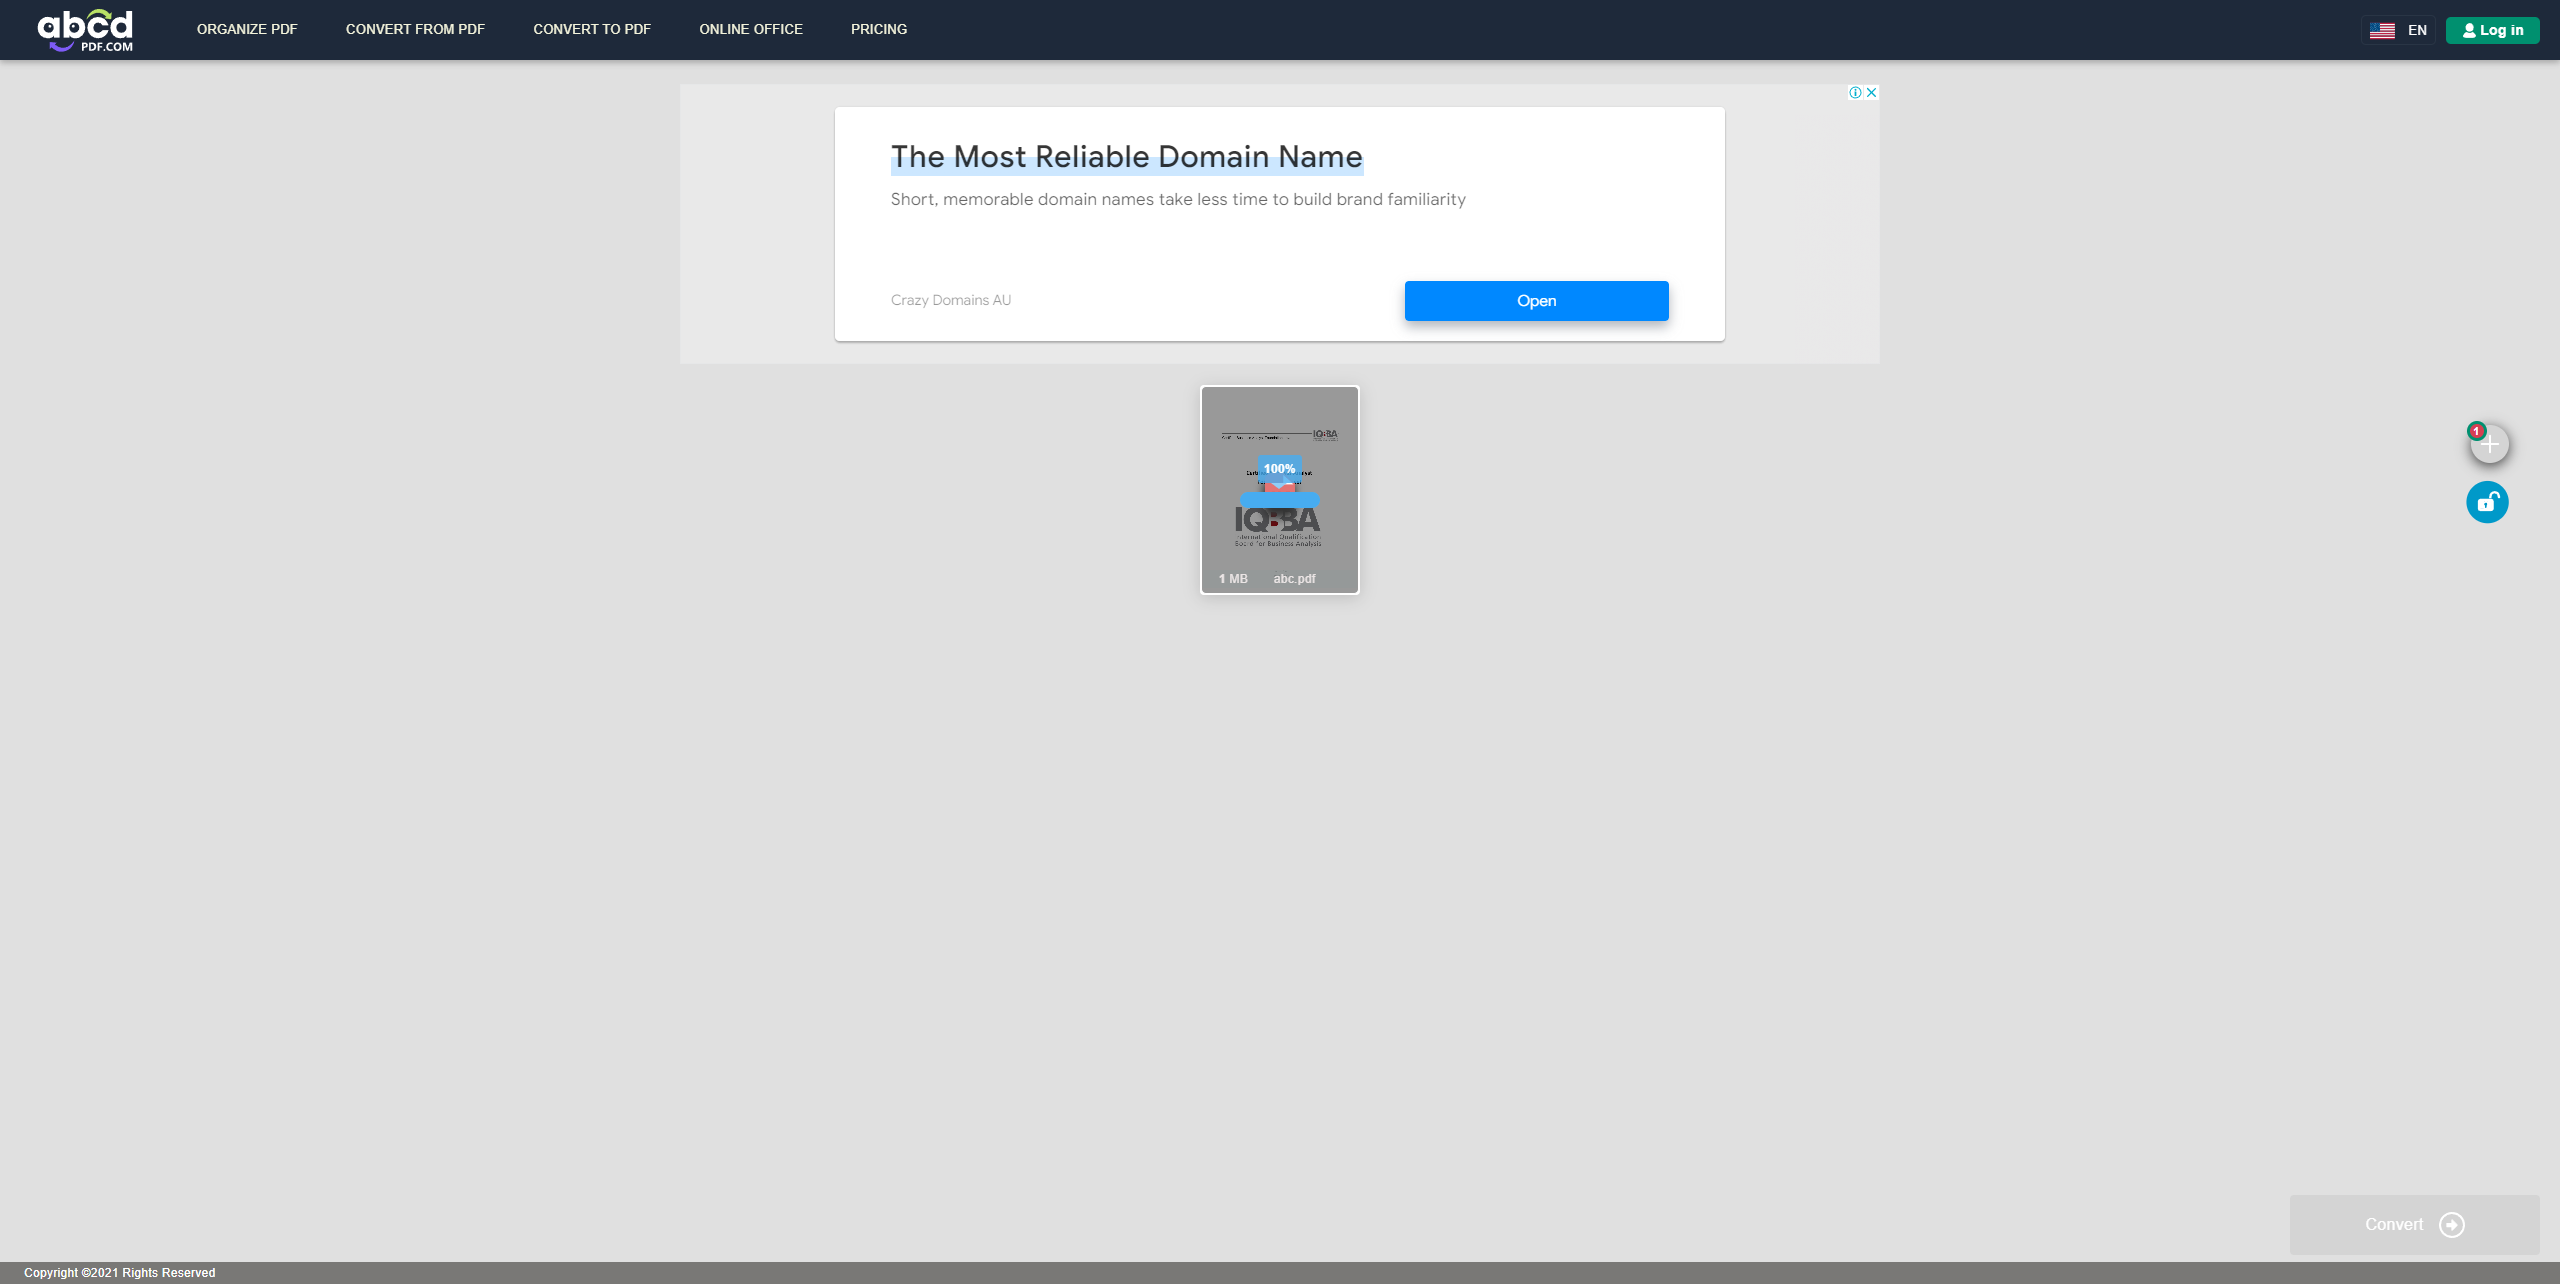 abcd
PDF.COM
ORGANIZE PDF
CONVERT FROM PDF
CONVERT TO PDF
ONLINE OFFICE
PRICING
EN
Log in
The Most Reliable Domain Name
Short, memorable domain names take less time to build brand familiarity
Crazy Domains AU
Open
IQBBA
100%
IQBBA
International Qualification
Board for Business Analysis
1 MB
abc.pdf
1
Convert
Copyright ©2021 Rights Reserved